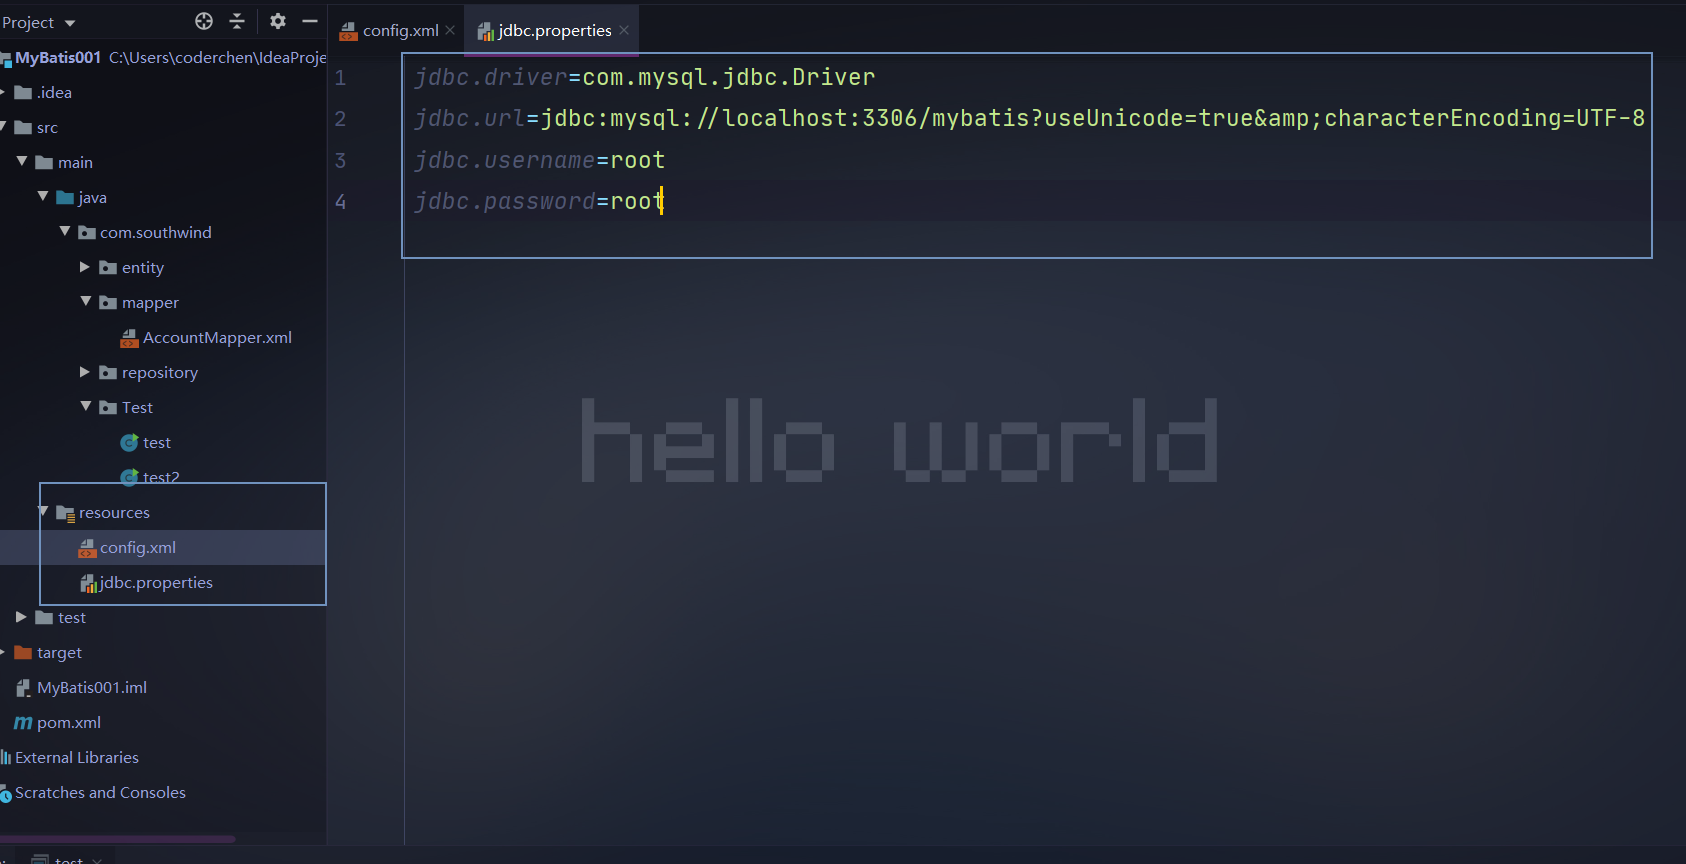 Project
config.xml
jdbc.properties
MyBatis001 C:\Users\coderchen\IdeaProje
.idea
src
main
java
com.southwind
entity
mapper
AccountMapper.xml
repository
Test
test
test2
resources
config.xml
jdbc.properties
test
target
MyBatis001.iml
pom.xml
External Libraries
Scratches and Consoles
1 jdbc.driver=com.mysql.jdbc.Driver
2 jdbc.url=jdbc:mysql://localhost:3306/mybatis?useUnicode=true&amp;characterEncoding=UTF-8
3 jdbc.username=root
4 jdbc.password=root
hello world
test